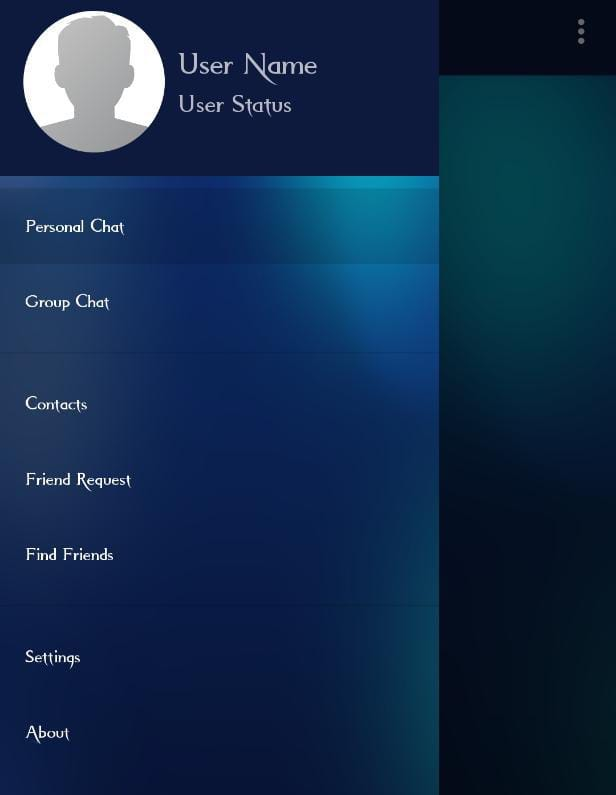 User Name
User Status
Personal Chat
Group Chat
Contacts
Friend Request
Find Friends
Settings
About